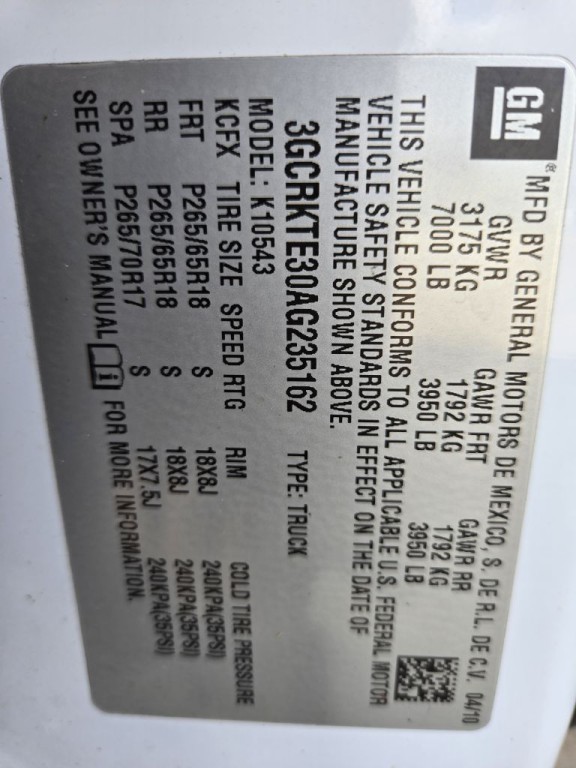 GM® MFD BY GENERAL MOTORS DE MEXICO, S. DE R.L. DE C.V. 04/10
GVWR GAWR FRT GAWR RR
3175 KG 1792 KG 1792 KG
7000 LB 3950 LB 3950 LB
THIS VEHICLE CONFORMS TO ALL APPLICABLE U.S. FEDERAL MOTOR
VEHICLE SAFETY STANDARDS IN EFFECT ON THE DATE OF
MANUFACTURE SHOWN ABOVE.
3GCRKTE30AG235162 TYPE: TRUCK
MODEL: K10543
KCFX TIRE SIZE SPEED RTG RIM COLD TIRE PRESSURE
FRT P265/65R18 S 18X8J 240KPA(35PSI)
RR P265/65R18 S 18X8J 240KPA(35PSI)
SPA P265/70R17 S 17X7.5J 240KPA(35PSI)
SEE OWNER'S MANUAL i FOR MORE INFORMATION.